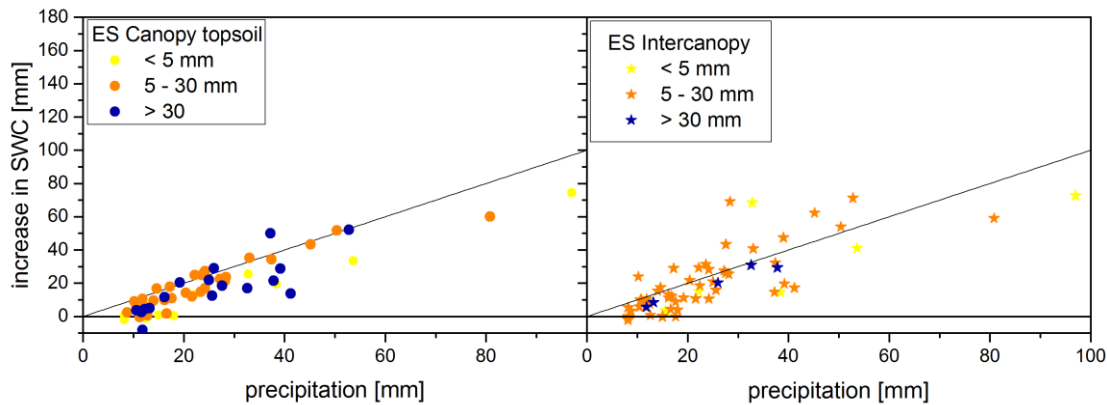 180
160
140
120
100
80
60
40
20
0
increase in SWC [mm]
ES Canopy topsoil
< 5 mm
5 - 30 mm
> 30
ES Intercanopy
< 5 mm
5 - 30 mm
> 30 mm
0 20 40 60 80 0 20 40 60 80 100
precipitation [mm] precipitation [mm]